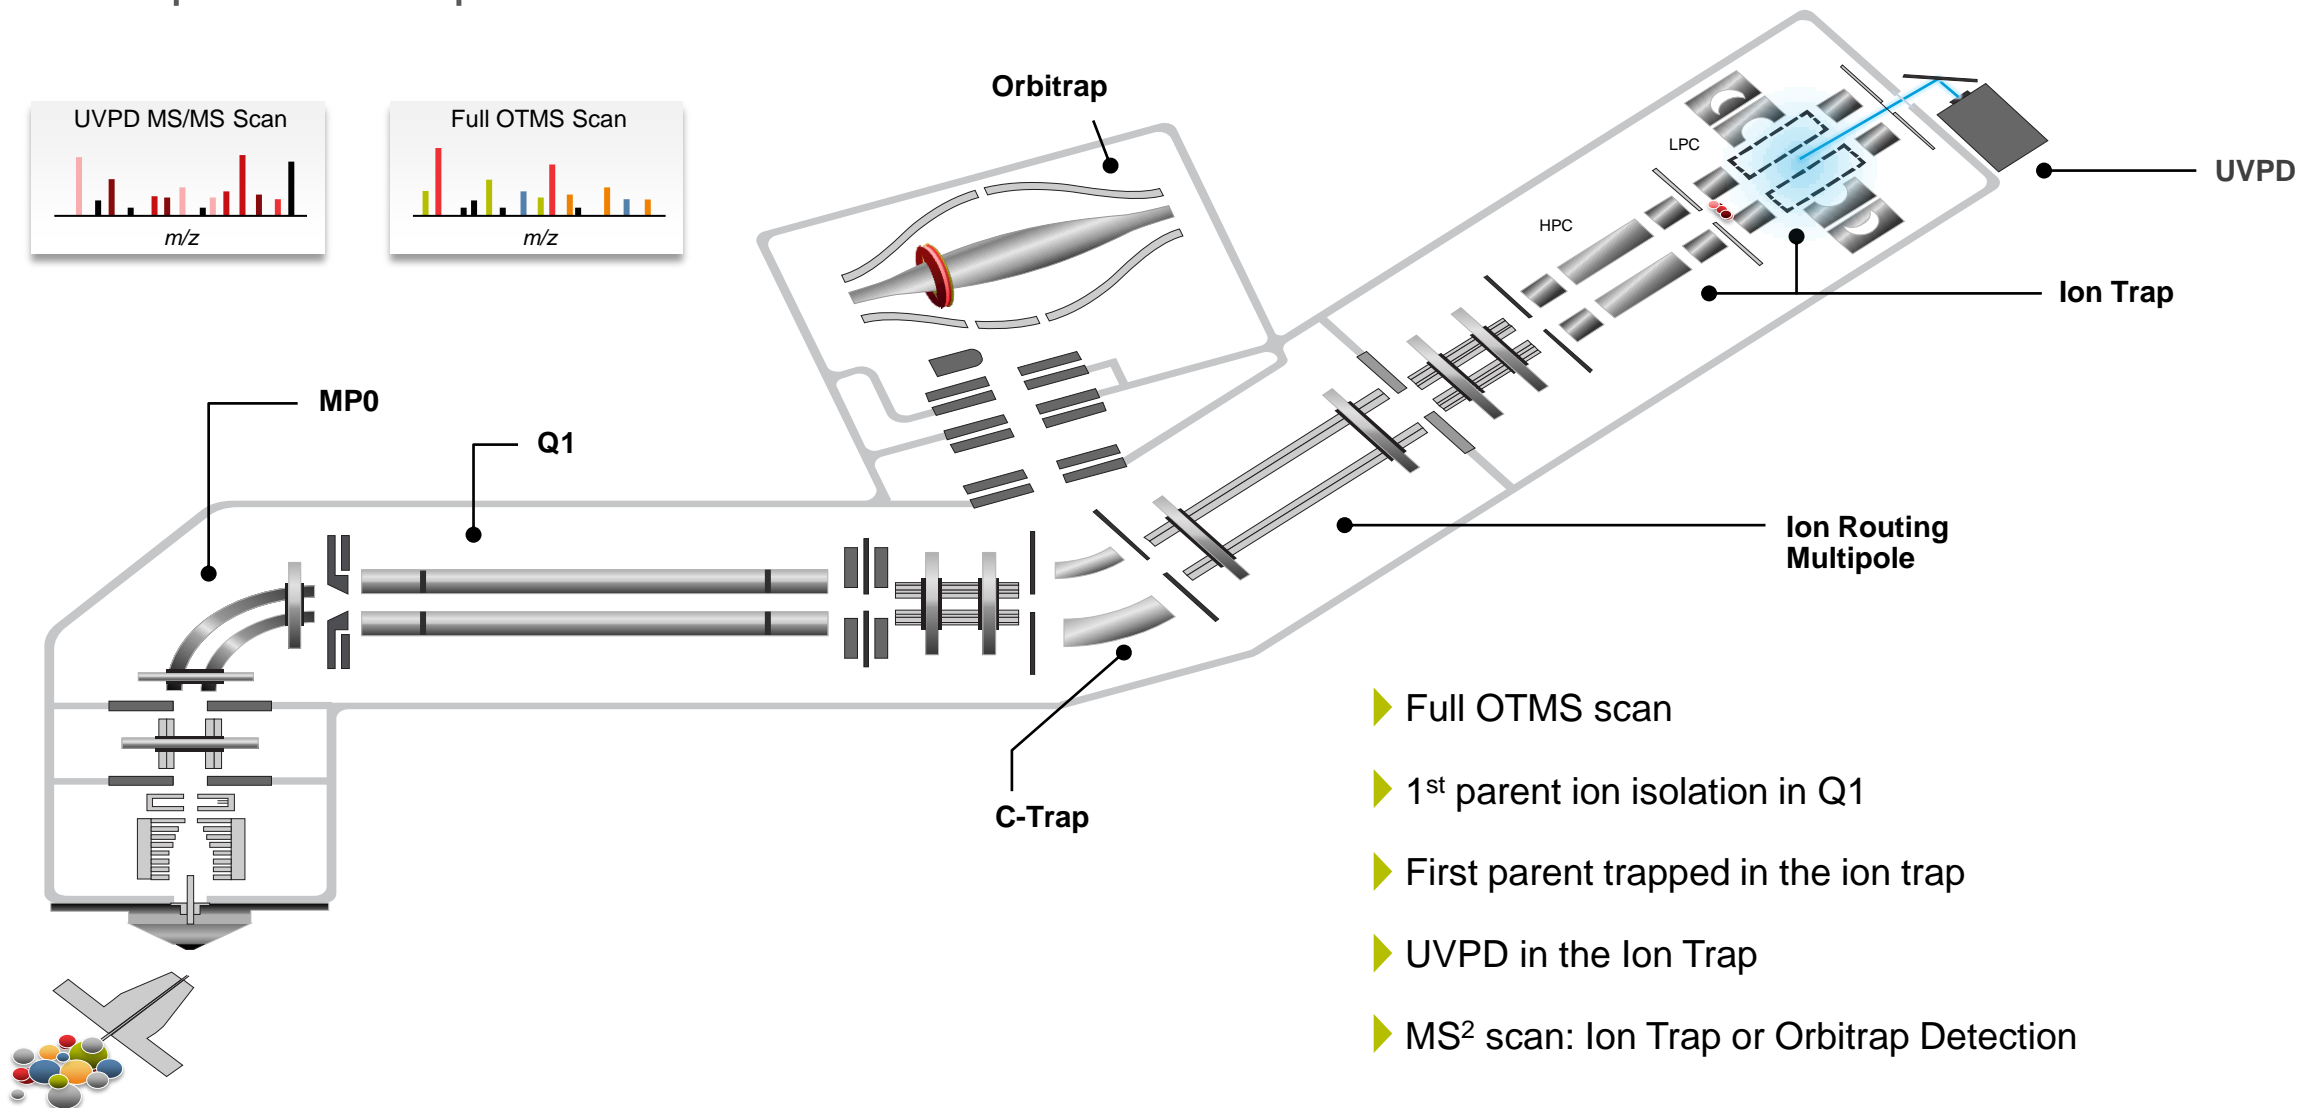 UVPD MS/MS Scan
m/z
Full OTMS Scan
m/z
Orbitrap
LPC
HPC
UVPD
Ion Trap
MP0
Q1
Ion Routing
Multipole
C-Trap
Full OTMS scan
1st parent ion isolation in Q1
First parent trapped in the ion trap
UVPD in the Ion Trap
MS2 scan: Ion Trap or Orbitrap Detection